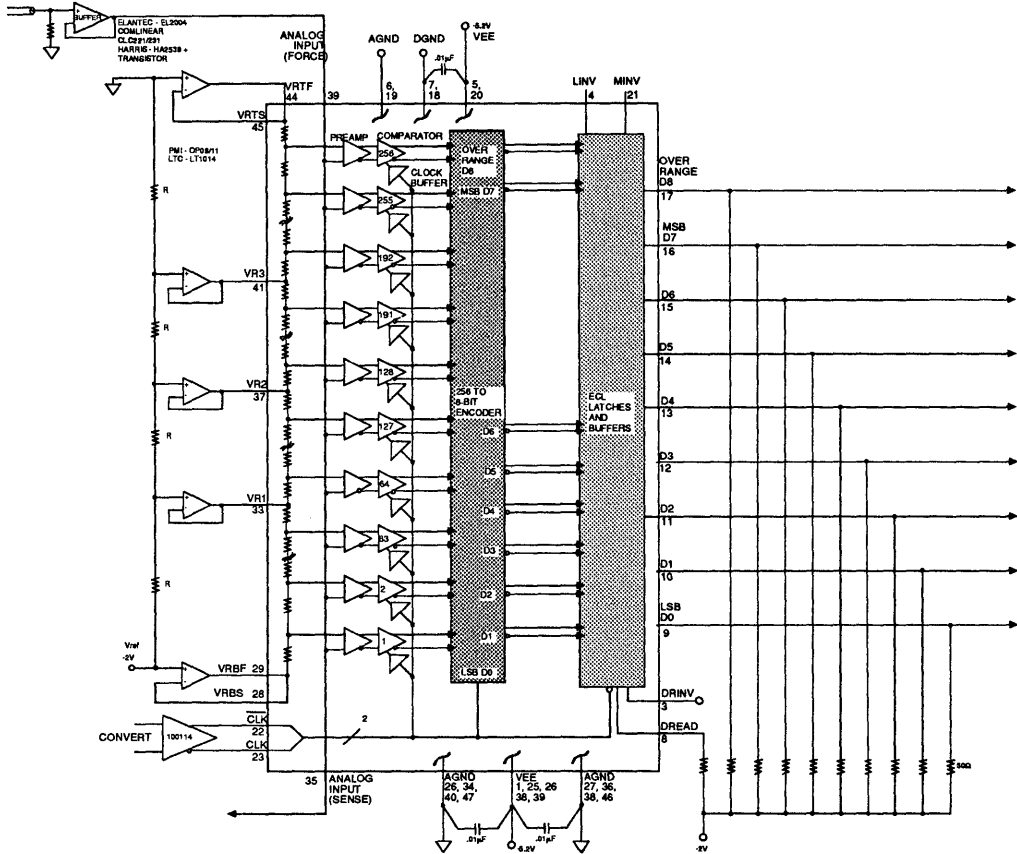 BUFFER
ELANTEC - EL2004
COMLINEAR
CLC221/231
HARRIS - HA2539 +
TRANSISTOR
ANALOG
INPUT
(FORCE)
AGND
DGND
-5.2V
VEE
.01µF
VRTF
44
39
6,
19
7,
18
5,
20
LINV
4
MINV
21
VRTS
45
PMI - OP08/11
LTC - LT1014
PREAMP
COMPARATOR
256
CLOCK
BUFFER
255
192
191
128
127
64
63
2
1
OVER
RANGE
D8
MSB D7
256 TO
8-BIT
ENCODER
D6
D5
D4
D3
D2
D1
LSB D0
ECL
LATCHES
AND
BUFFERS
OVER
RANGE
D8
17
MSB
D7
16
D6
15
D5
14
D4
13
D3
12
D2
11
D1
10
LSB
D0
9
R
VR3
41
R
VR2
37
R
VR1
33
R
Vref
-2V
VRBF 29
VRBS 28
CLK
22
CONVERT
100114
CLK
23
2
DRINV
3
DREAD
8
50Ω
35
ANALOG
INPUT
(SENSE)
AGND
26, 34,
40, 47
VEE
1, 25, 26
38, 39
AGND
27, 36,
38, 46
.01µF
.01µF
-5.2V
-2V